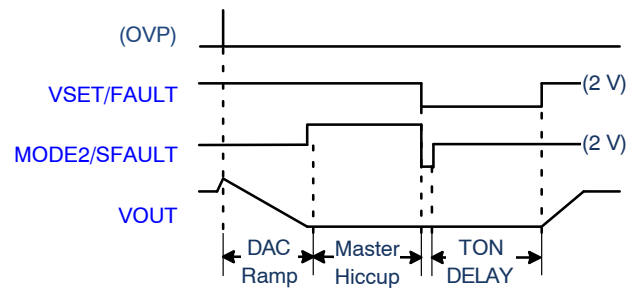 (OVP)
VSET/FAULT
(2 V)
MODE2/SFAULT
(2 V)
VOUT
DAC
Ramp
Master
Hiccup
TON
DELAY